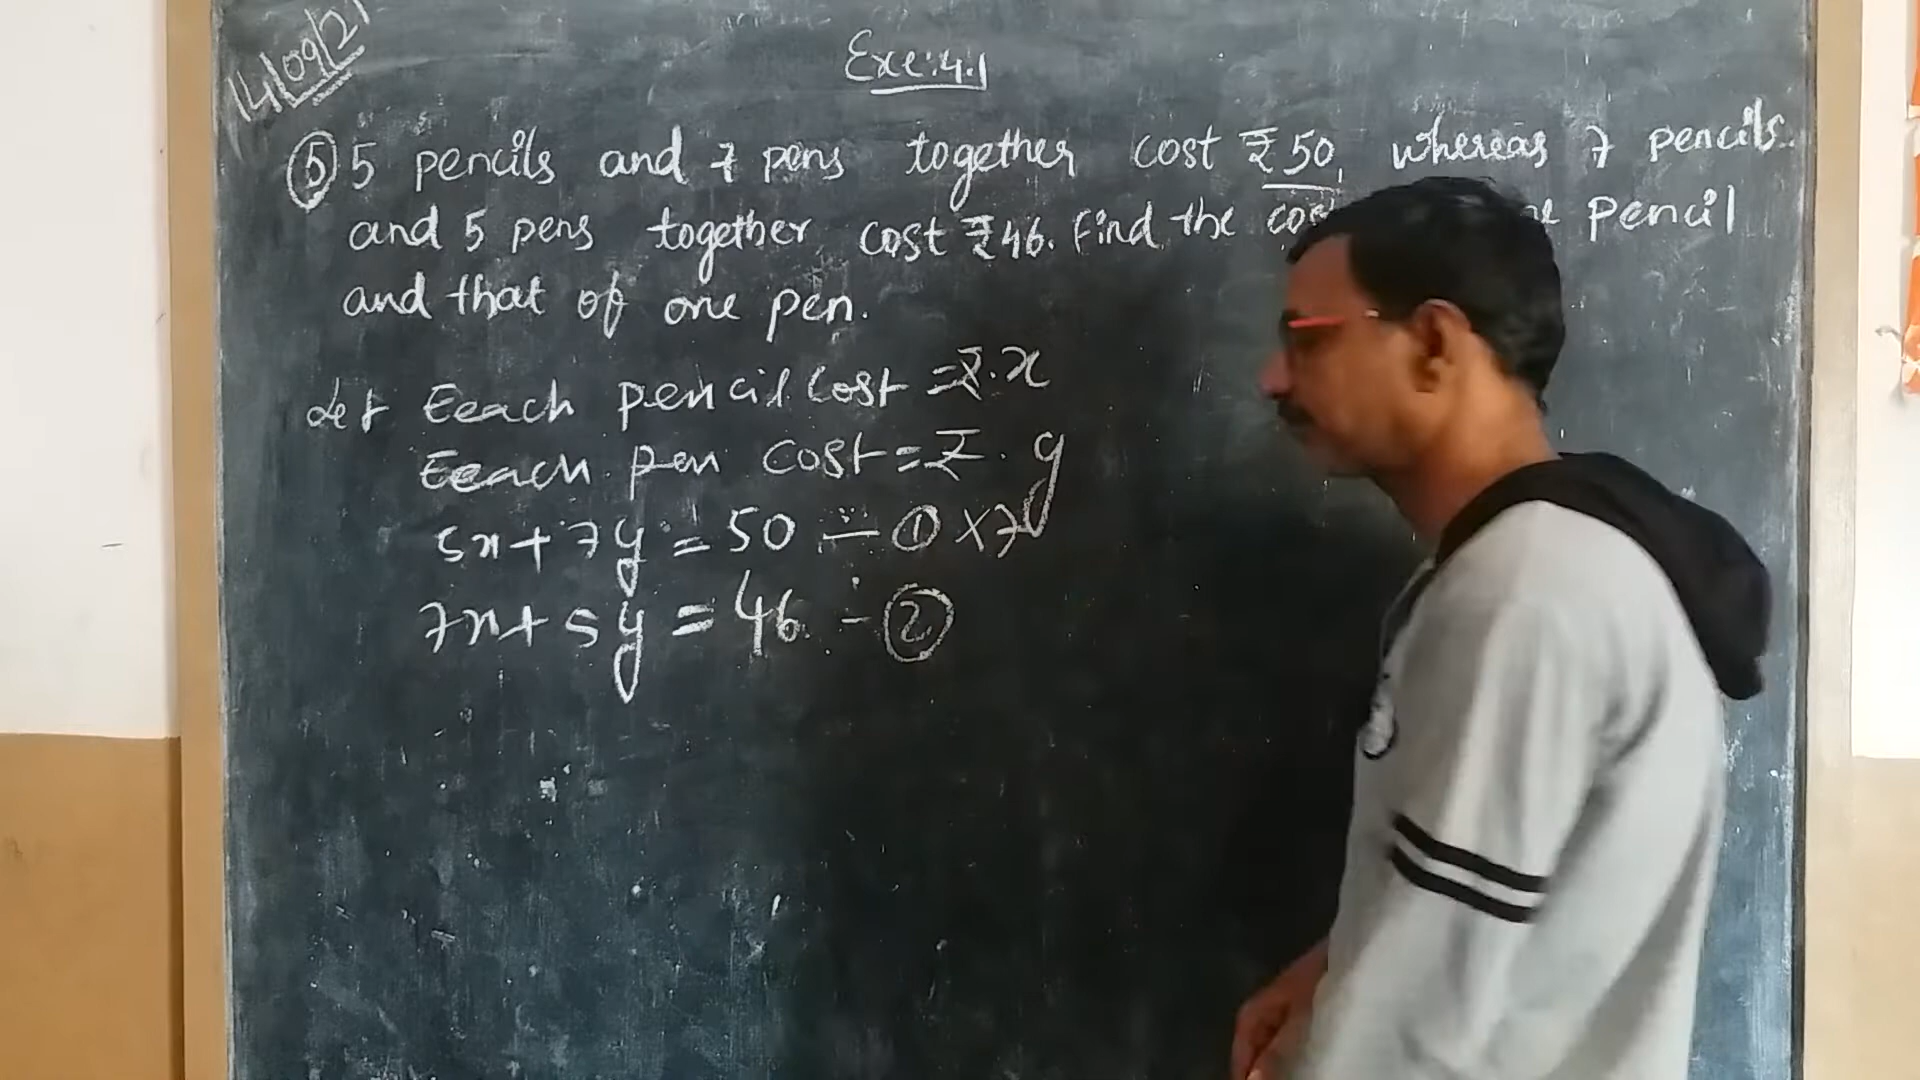 14/09/21
Exe:4.1
⑤ 5 pencils and 7 pens together cost ₹50, whereas 7 pencils.
and 5 pens together cost ₹46. Find the pencil
and that of one pen.
Let Eeach pencil cost = ₹.x
Eeach pen cost = ₹. y
5x + 7y = 50 – ① ×7
7x + 5y = 46 – ②